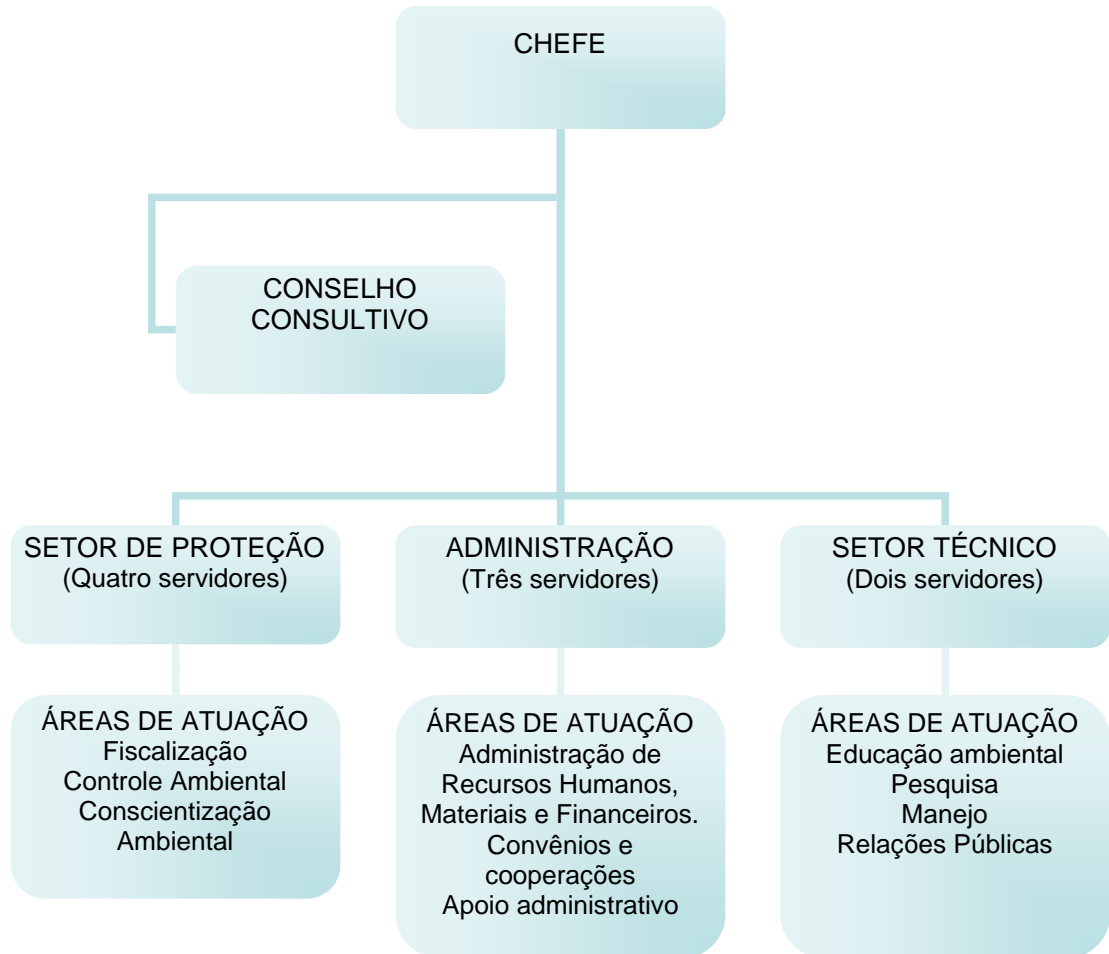 CHEFE
CONSELHO
CONSULTIVO
SETOR DE PROTEÇÃO
(Quatro servidores)
ADMINISTRAÇÃO
(Três servidores)
SETOR TÉCNICO
(Dois servidores)
ÁREAS DE ATUAÇÃO
Fiscalização
Controle Ambiental
Conscientização
Ambiental
ÁREAS DE ATUAÇÃO
Administração de
Recursos Humanos,
Materiais e Financeiros.
Convênios e
cooperações
Apoio administrativo
ÁREAS DE ATUAÇÃO
Educação ambiental
Pesquisa
Manejo
Relações Públicas